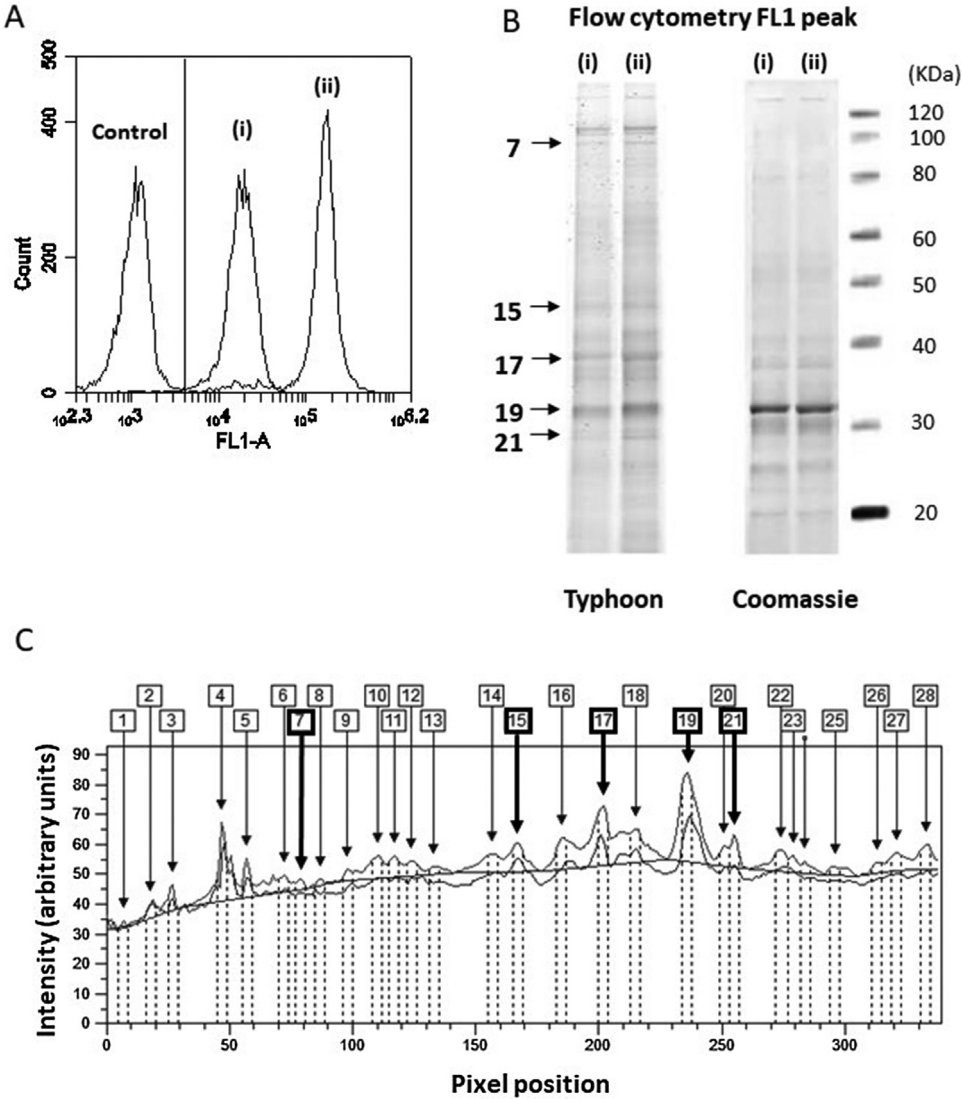 A
500
400
200
0
Count
Control
(i)
(ii)
10^2.3 10^3 10^4 10^5 10^6.2
FL1-A
B
Flow cytometry FL1 peak
(i) (ii) (i) (ii)
(KDa)
7
15
17
19
21
120
100
80
60
50
40
30
20
Typhoon Coomassie
C
2 4 6 8 10 12 14 16 18 20 22 26 28
1 3 5 7 9 11 13 15 17 19 21 23 25 27
90
80
70
60
50
40
30
20
10
0
Intensity (arbitrary units)
0 50 100 150 200 250 300
Pixel position